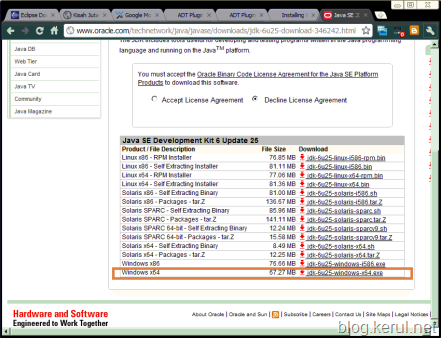 Eclipse Do
Kisah Jutu
Google Mo
ADT Plugi
ADT Plugi
Installing
Java SE
www.oracle.com/technetwork/java/javase/downloads/jdk-6u25-download-346242.html
Java DB
Web Tier
Java Card
Java TV
Community
Java Magazine
and running on the Java™ platform.
You must accept the Oracle Binary Code License Agreement for the Java SE Platform
Products to download this software.
Accept License Agreement Decline License Agreement
Java SE Development Kit 6 Update 25
Product / File Description File Size Download
Linux x86 - RPM Installer 76.85 MB jdk-6u25-linux-i586-rpm.bin
Linux x86 - Self Extracting Installer 81.11 MB jdk-6u25-linux-i586.bin
Linux x64 - RPM Installer 77.06 MB jdk-6u25-linux-x64-rpm.bin
Linux x64 - Self Extracting Installer 81.36 MB jdk-6u25-linux-x64.bin
Solaris x86 - Self Extracting Binary 81.00 MB jdk-6u25-solaris-i586.sh
Solaris x86 - Packages - tar.Z 136.67 MB jdk-6u25-solaris-i586.tar.Z
Solaris SPARC - Self Extracting Binary 85.96 MB jdk-6u25-solaris-sparc.sh
Solaris SPARC - Packages - tar.Z 141.11 MB jdk-6u25-solaris-sparc.tar.Z
Solaris SPARC 64-bit - Self Extracting Binary 12.24 MB jdk-6u25-solaris-sparcv9.sh
Solaris SPARC 64-bit - Packages - tar.Z 15.58 MB jdk-6u25-solaris-sparcv9.tar.Z
Solaris x64 - Self Extracting Binary 8.49 MB jdk-6u25-solaris-x64.sh
Solaris x64 - Packages - tar.Z 12.25 MB jdk-6u25-solaris-x64.tar.Z
Windows x86 76.66 MB jdk-6u25-windows-i586.exe
Windows x64 67.27 MB jdk-6u25-windows-x64.exe
Hardware and Software
Engineered to Work Together
About Oracle | Oracle and Sun | Subscribe | Careers | Contact Us | Site Maps | Legal Notices
blog.kerul.net